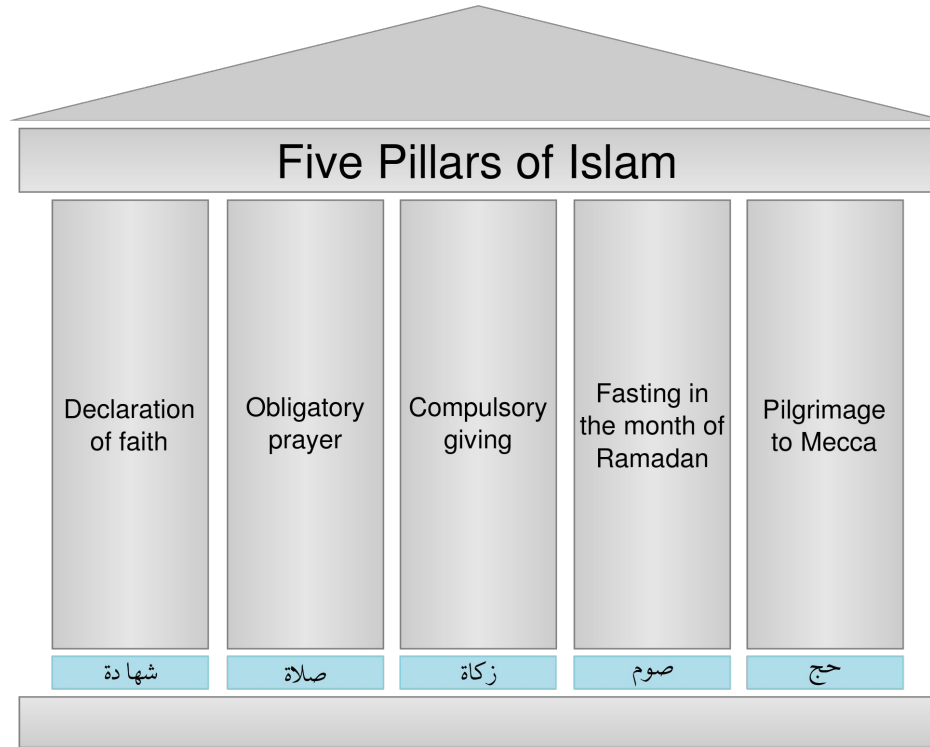 Five Pillars of Islam
Declaration
of faith
Obligatory
prayer
Compulsory
giving
Fasting in
the month of
Ramadan
Pilgrimage
to Mecca
شهادة
صلاة
زكاة
صوم
حج